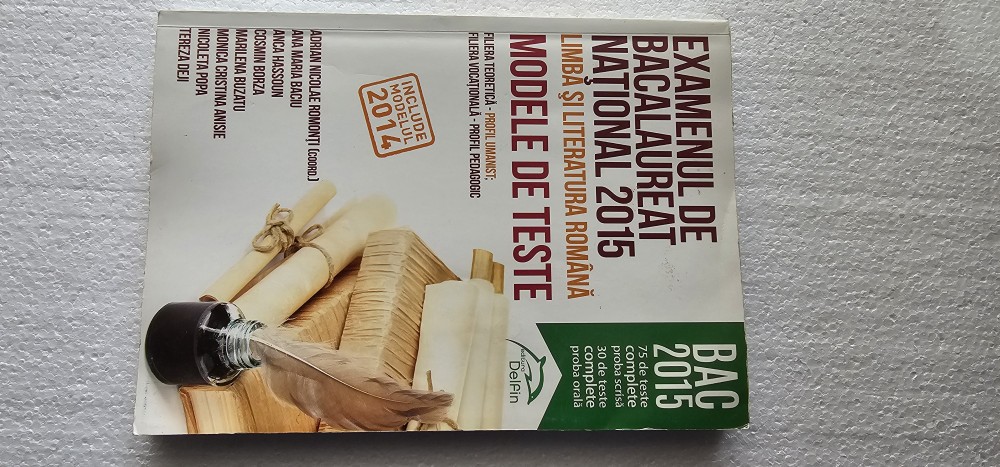 EXAMENUL DE
BACALAUREAT
NAȚIONAL 2015
LIMBA ȘI LITERATURA ROMÂNĂ
MODELE DE TESTE
FILIERA TEORETICĂ - PROFIL UMANIST;
FILIERA VOCAȚIONALĂ - PROFIL PEDAGOGIC
INCLUDE
MODELUL
2014
ADRIAN NICOLAE ROMONȚI (COORD.)
ANA MARIA BACIU
ANCA HASSOUN
COSMIN BORZA
MARILENA BUZATU
MONICA CRISTINA ANISIE
NICOLETA POPA
TEREZA DEJI
BAC
2015
75 de teste
complete
proba scrisă
30 de teste
complete
proba orală
editura
Delfin